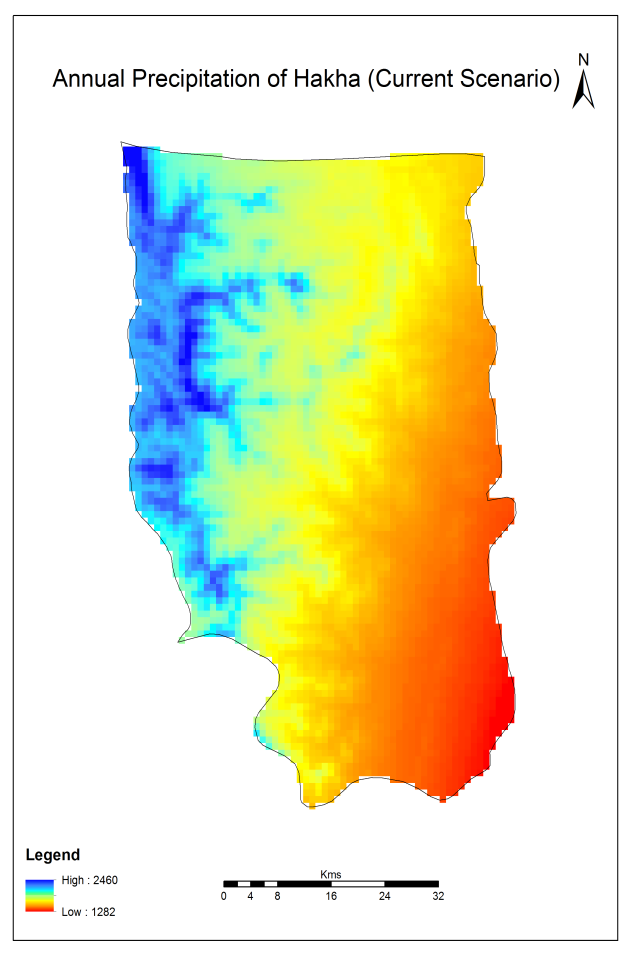 Annual Precipitation of Hakha (Current Scenario)
N
Legend
High : 2460
Low : 1282
Kms
0 4 8 16 24 32